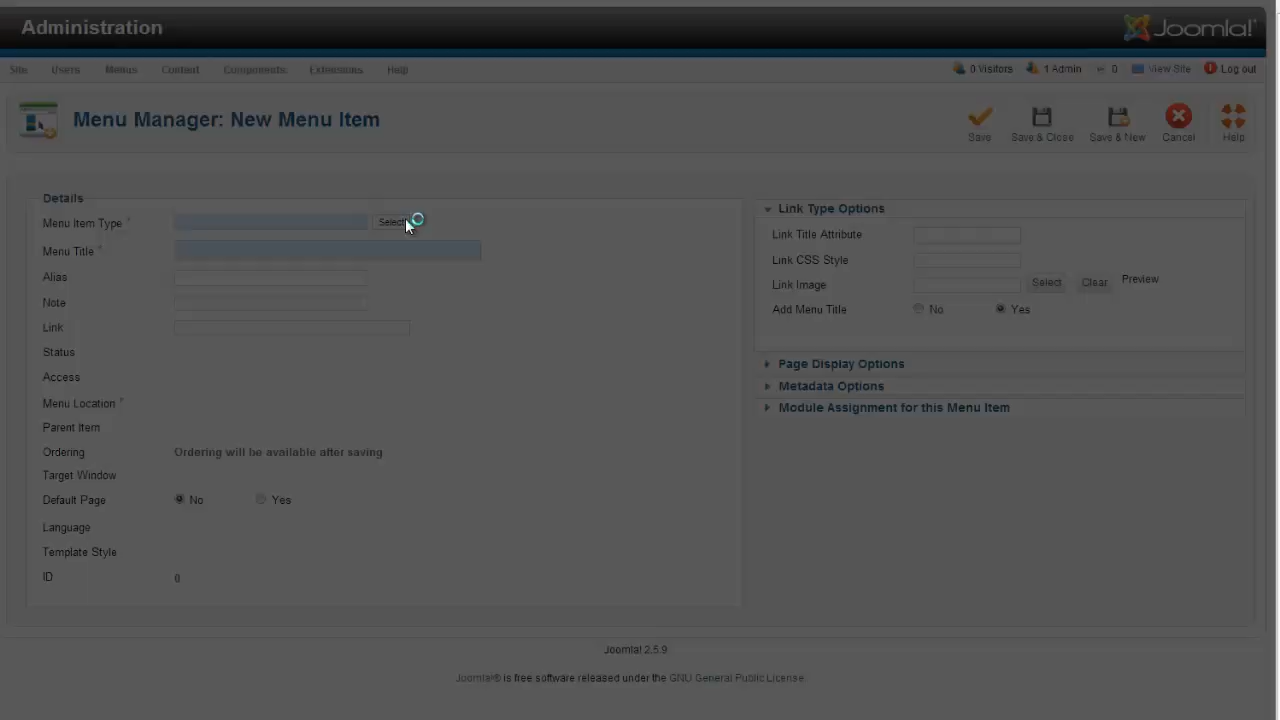 Administration
Joomla!
Site Users Menus Content Components Extensions Help 0 Visitors 1 Admin 0 View Site Log out
Menu Manager: New Menu Item
Save Save & Close Save & New Cancel Help
Details
Menu Item Type * Select
Menu Title *
Alias
Note
Link
Status
Access
Menu Location *
Parent Item
Ordering Ordering will be available after saving
Target Window
Default Page No Yes
Language
Template Style
ID 0
Link Type Options
Link Title Attribute
Link CSS Style
Link Image Select Clear Preview
Add Menu Title No Yes
Page Display Options
Metadata Options
Module Assignment for this Menu Item
Joomla! 2.5.9
Joomla!® is free software released under the GNU General Public License.